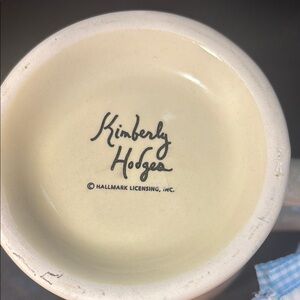 Kimberly
Hodges
© HALLMARK LICENSING, INC.